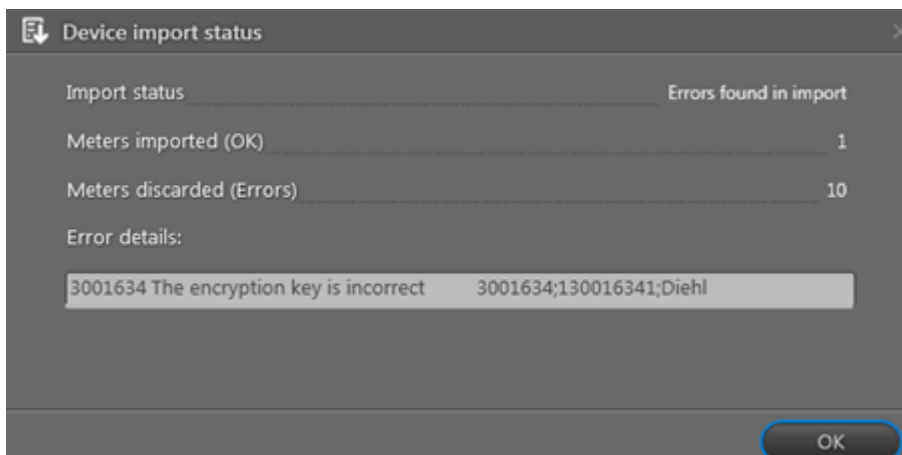 Device import status
Import status Errors found in import
Meters imported (OK) 1
Meters discarded (Errors) 10
Error details:
3001634 The encryption key is incorrect 3001634;130016341;Diehl
OK